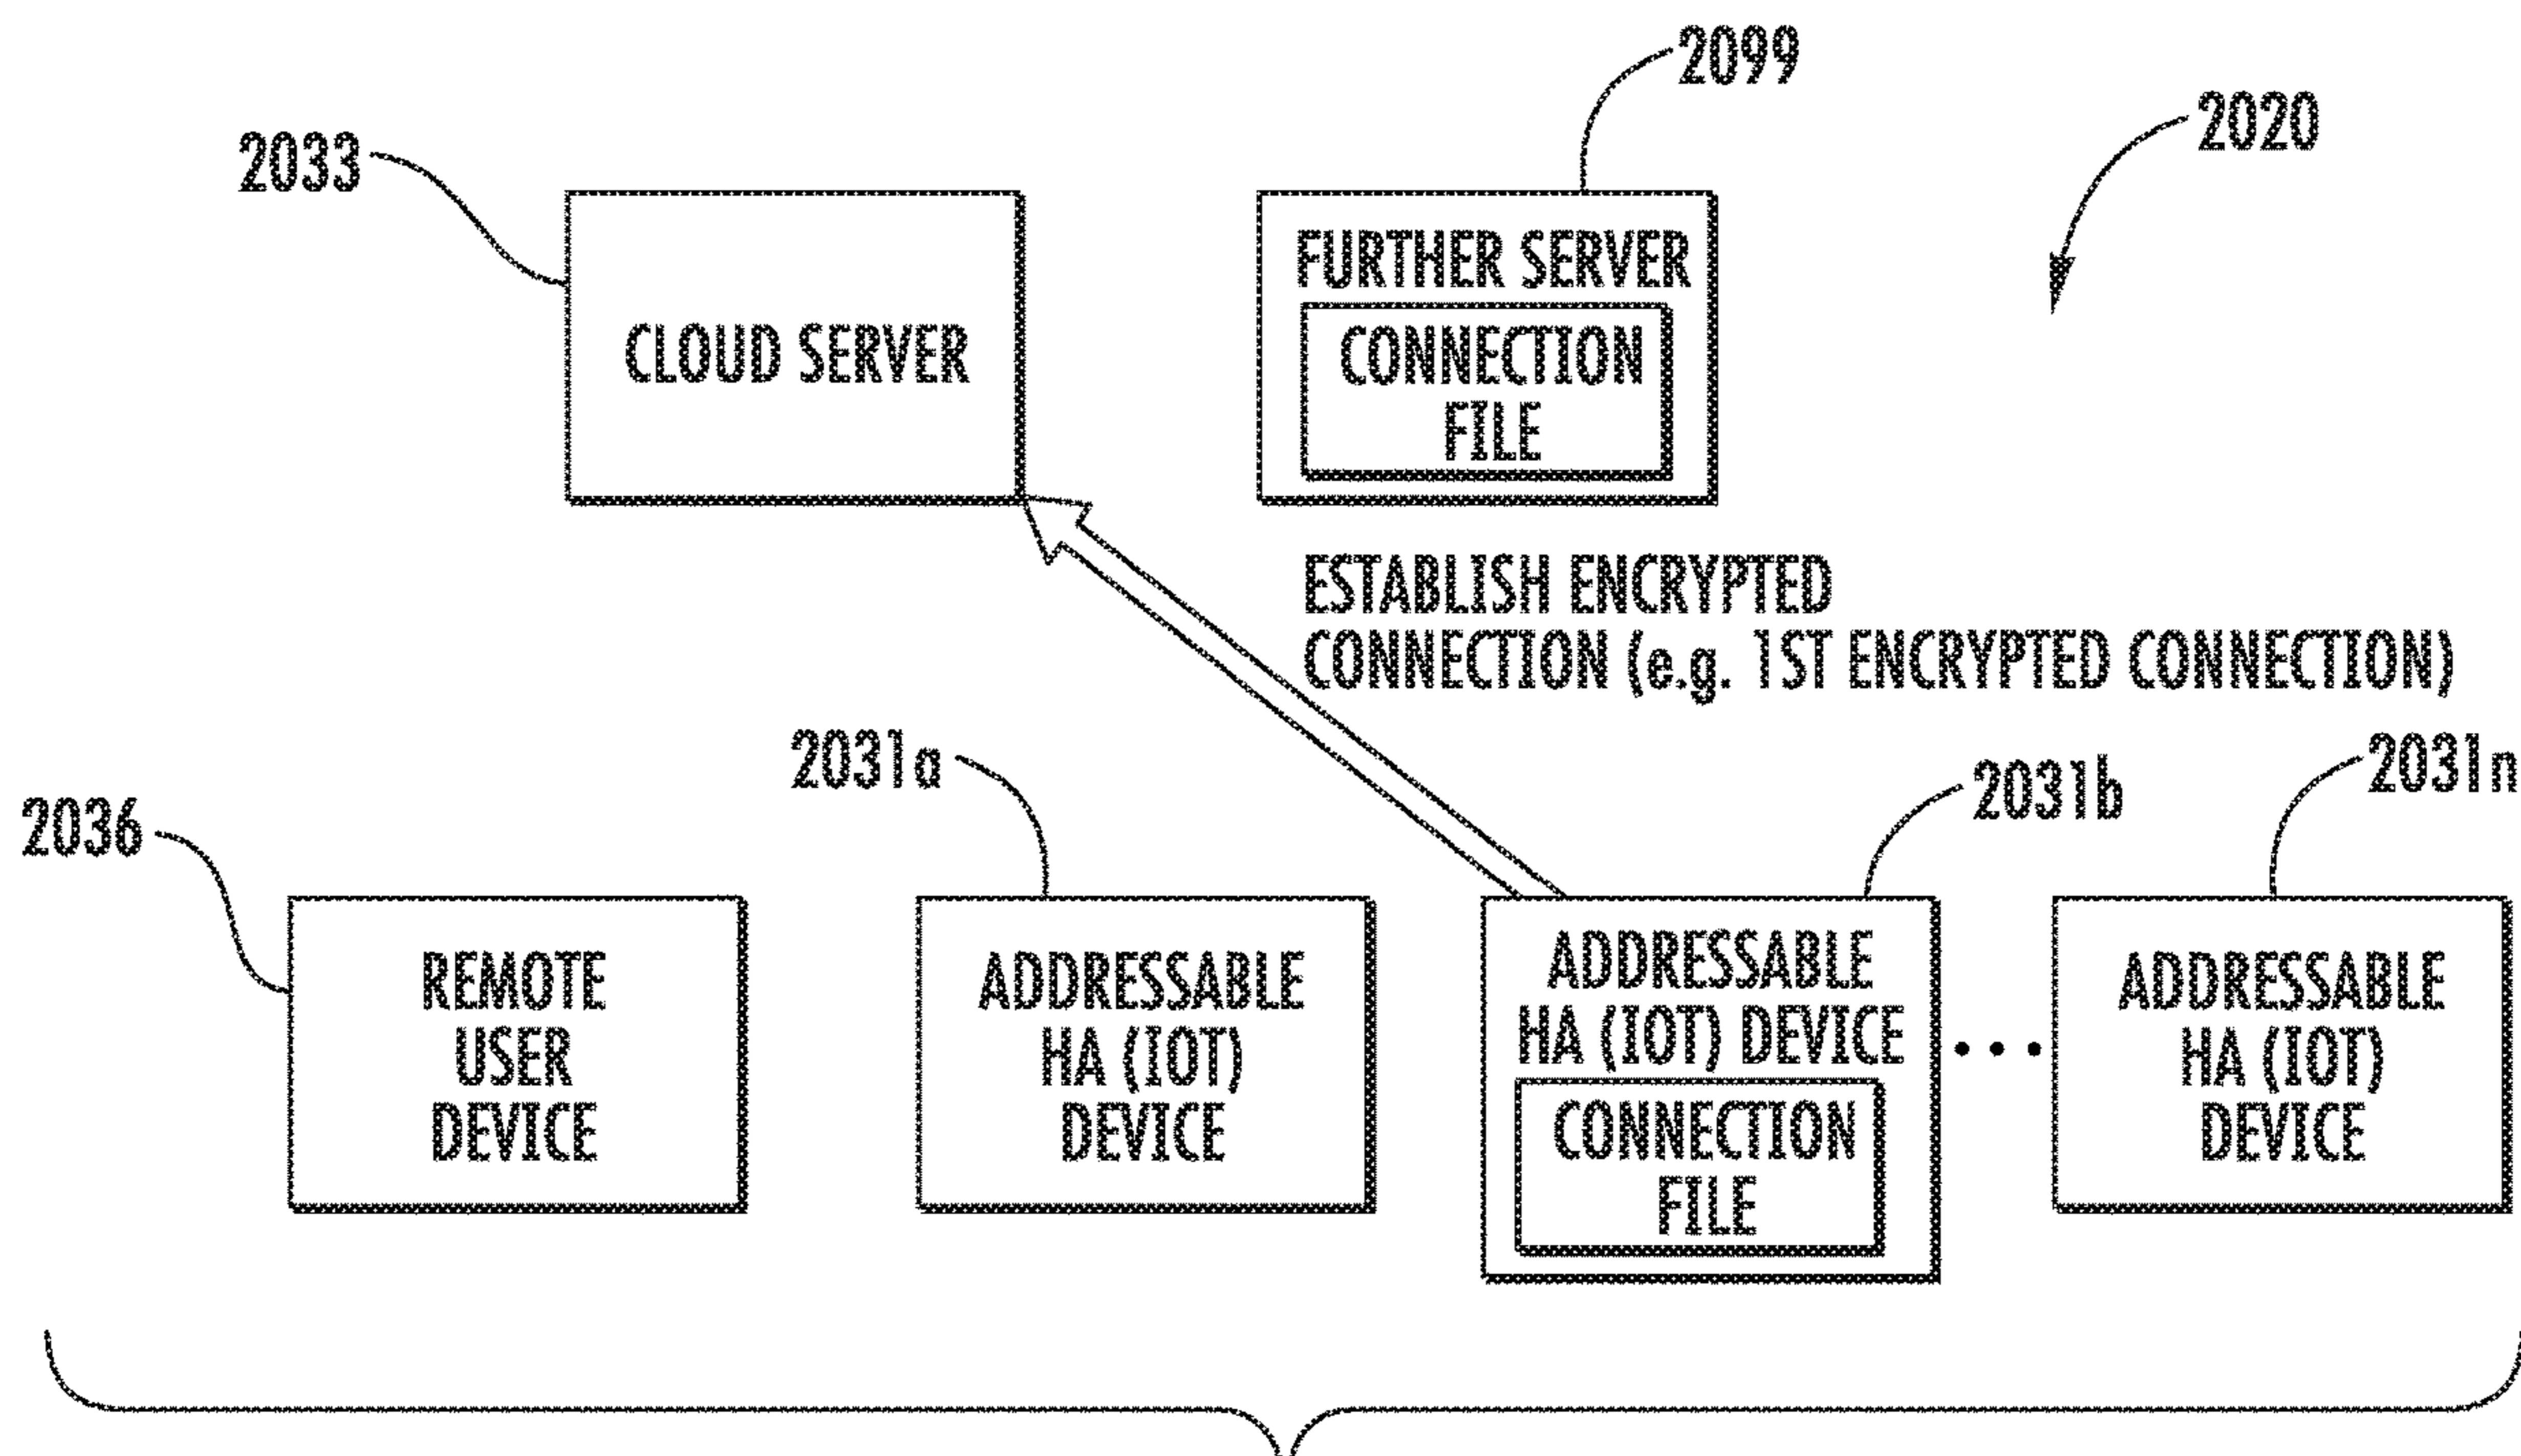 2099
2020
2033
CLOUD SERVER
FURTHER SERVER
CONNECTION
FILE
ESTABLISH ENCRYPTED
CONNECTION (e.g. 1ST ENCRYPTED CONNECTION)
2031a
2031b
2031n
2036
REMOTE
USER
DEVICE
ADDRESSABLE
HA (IOT)
DEVICE
ADDRESSABLE
HA (IOT) DEVICE
CONNECTION
FILE
•••
ADDRESSABLE
HA (IOT)
DEVICE